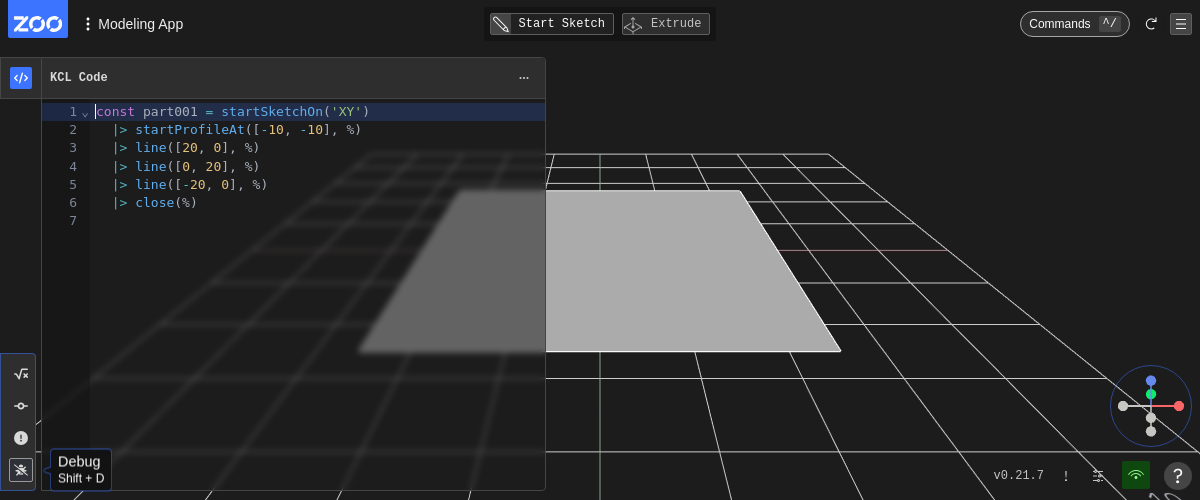 ZOO
Modeling App
Start Sketch
Extrude
Commands ^/
KCL Code
...
1 const part001 = startSketchOn('XY')
2 |> startProfileAt([-10, -10], %)
3 |> line([20, 0], %)
4 |> line([0, 20], %)
5 |> line([-20, 0], %)
6 |> close(%)
7
Debug
Shift + D
v0.21.7
!
?